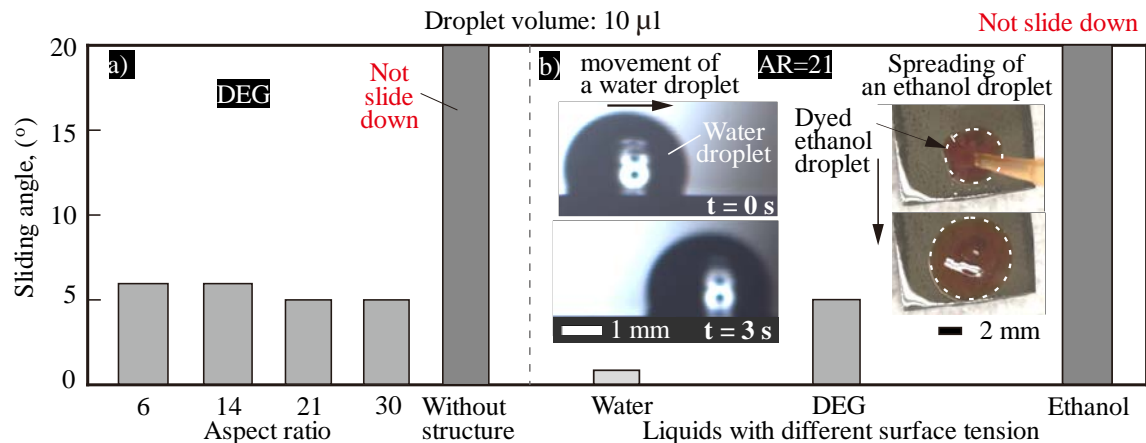 Droplet volume: 10 μl
Not slide down
Sliding angle, (°)
20
15
10
5
0
a)
DEG
Not
slide
down
6
14
21
30
Without
structure
Aspect ratio
b)
movement of
a water droplet
AR=21
Water
droplet
t = 0 s
1 mm
t = 3 s
Spreading of
an ethanol droplet
Dyed
ethanol
droplet
2 mm
Water
DEG
Ethanol
Liquids with different surface tension